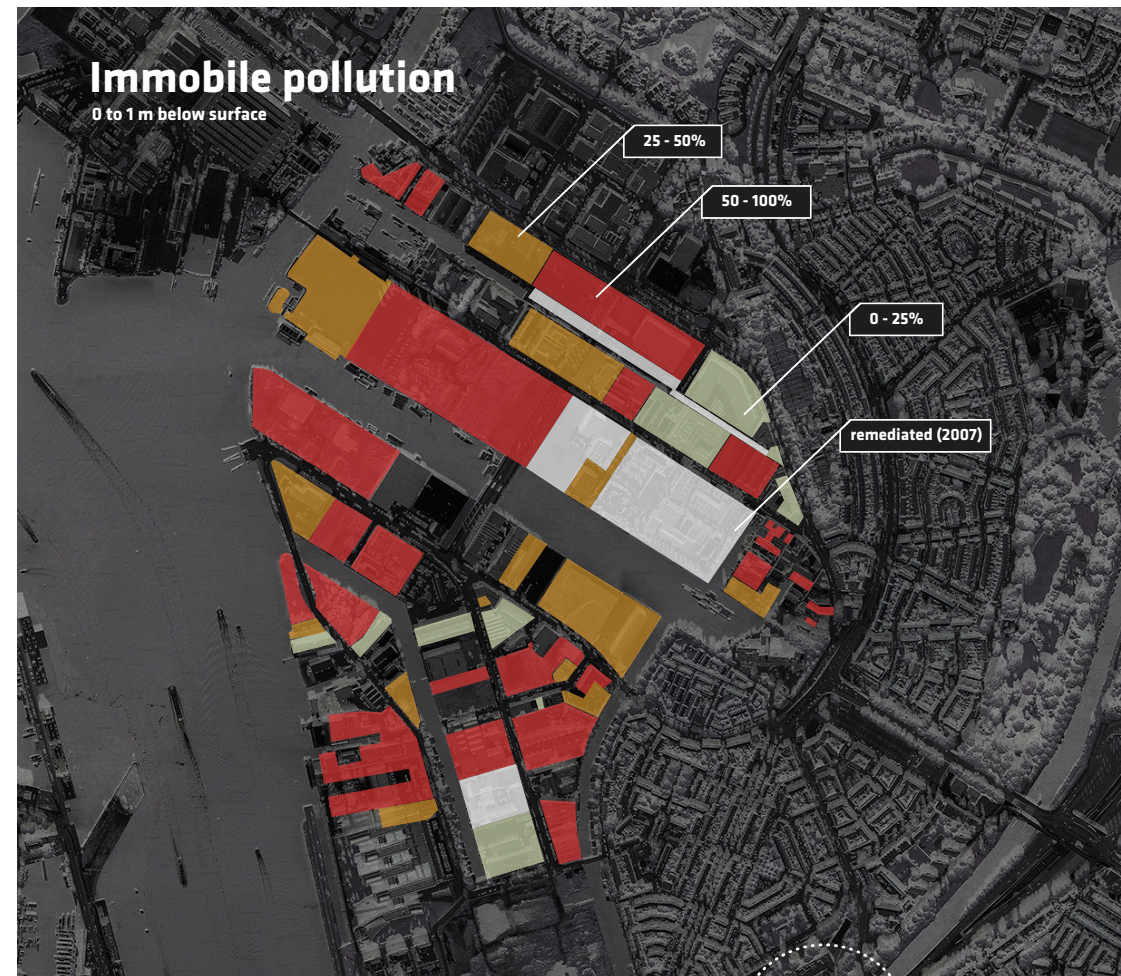 Immobile pollution
0 to 1 m below surface
25 - 50%
50 - 100%
0 - 25%
remediated (2007)